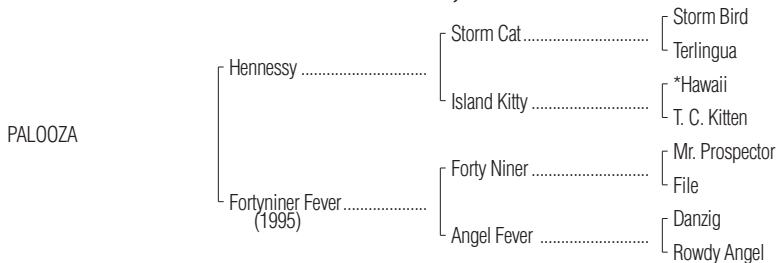 Storm Bird
Storm Cat..............................................
Terlingua
Hennessy ..............................
*Hawaii
Island Kitty...........................................
T. C. Kitten
PALOOZA
Mr. Prospector
Forty Niner ...........................................
File
Fortyniner Fever....................
(1995)
Danzig
Angel Fever .........................................
Rowdy Angel